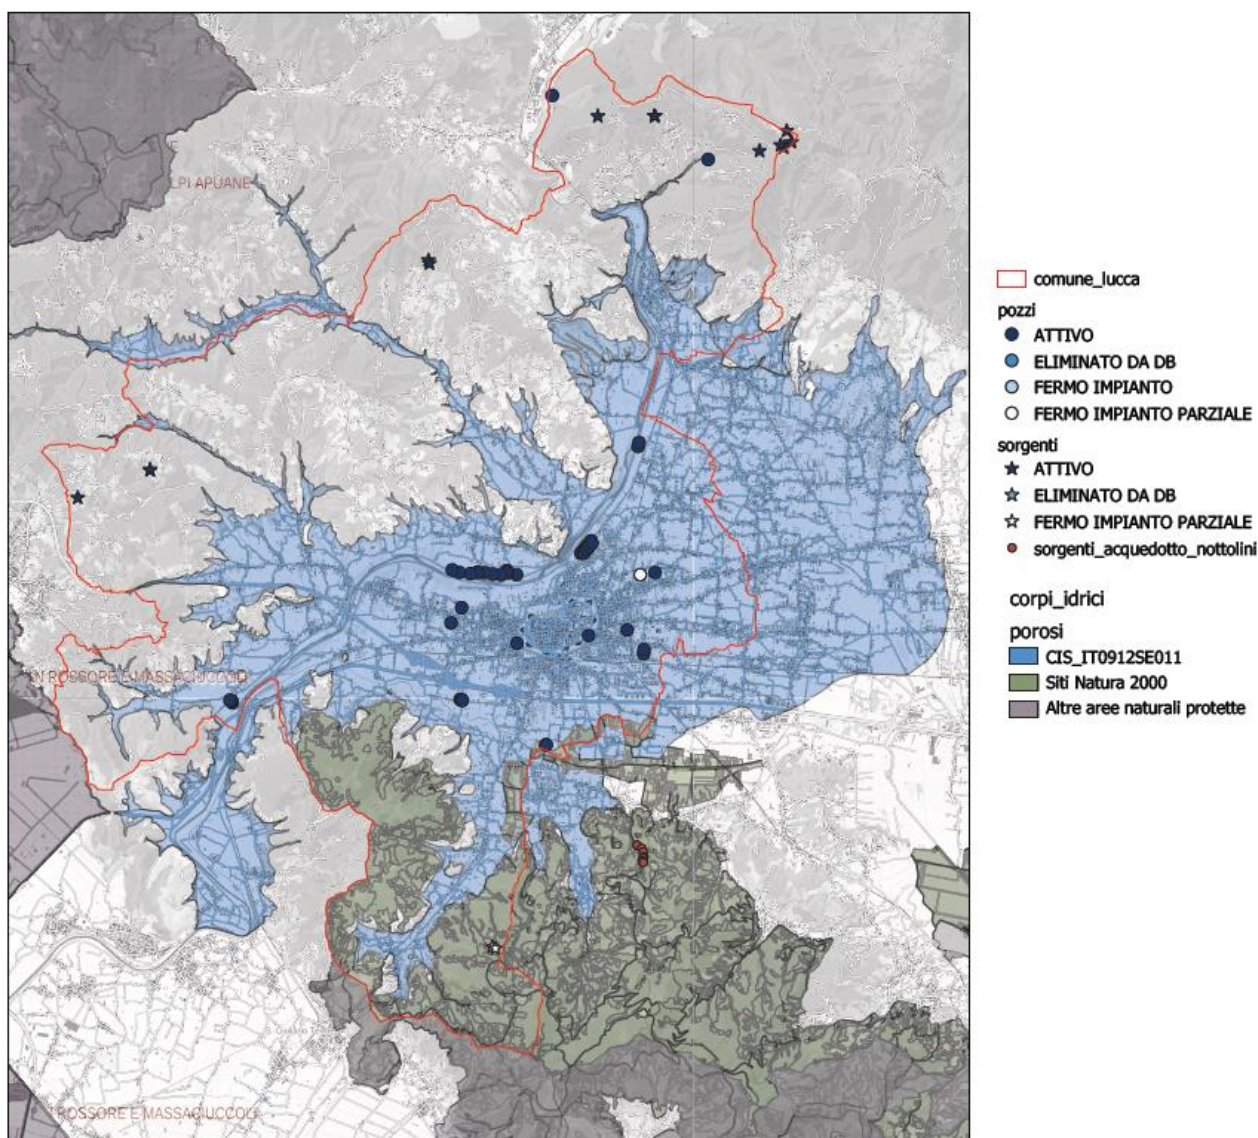 LPI APUANE
N ROSSORE E MASSACIUCCOLI
ROSSORE E MASSACIUCCOLI
comune_lucca
pozzi
ATTIVO
ELIMINATO DA DB
FERMO IMPIANTO
FERMO IMPIANTO PARZIALE
sorgenti
ATTIVO
ELIMINATO DA DB
FERMO IMPIANTO PARZIALE
sorgenti_acquedotto_nottolini
corpi_idrici
porosi
CIS_IT0912SE011
Siti Natura 2000
Altre aree naturali protette